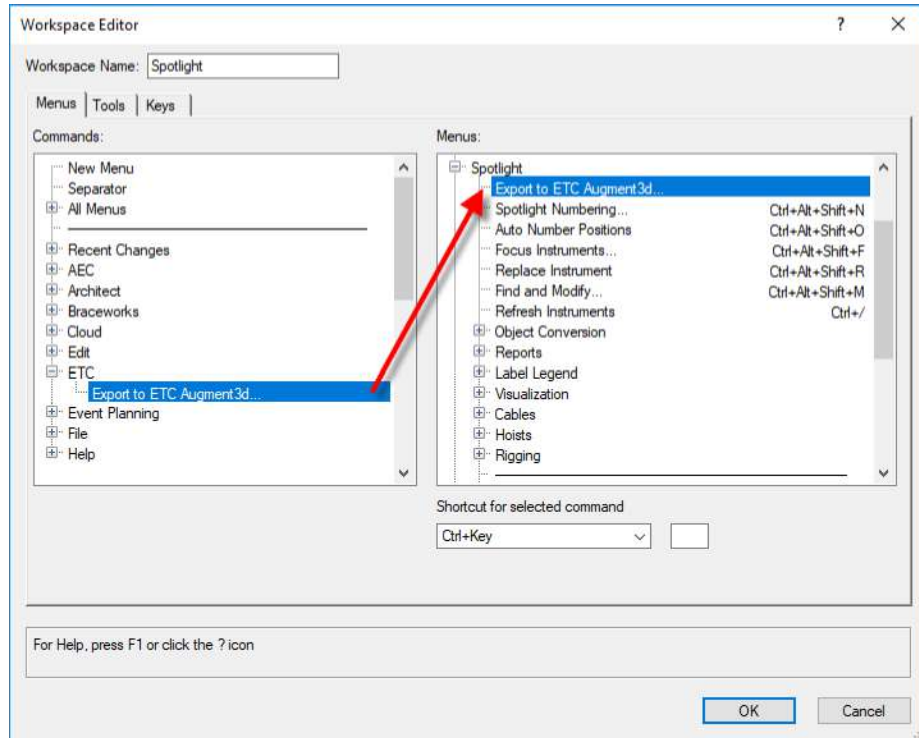 Workspace Editor
?
Workspace Name: Spotlight
Menus Tools Keys
Commands:
New Menu
Separator
All Menus
Recent Changes
AEC
Architect
Braceworks
Cloud
Edit
ETC
Export to ETC Augment3d...
Event Planning
File
Help
Menus:
Spotlight
Export to ETC Augment3d...
Spotlight Numbering... Ctrl+Alt+Shift+N
Auto Number Positions Ctrl+Alt+Shift+O
Focus Instruments... Ctrl+Alt+Shift+F
Replace Instrument Ctrl+Alt+Shift+R
Find and Modify... Ctrl+Alt+Shift+M
Refresh Instruments Ctrl+/
Object Conversion
Reports
Label Legend
Visualization
Cables
Hoists
Rigging
Shortcut for selected command
Ctrl+Key
For Help, press F1 or click the ? icon
OK Cancel